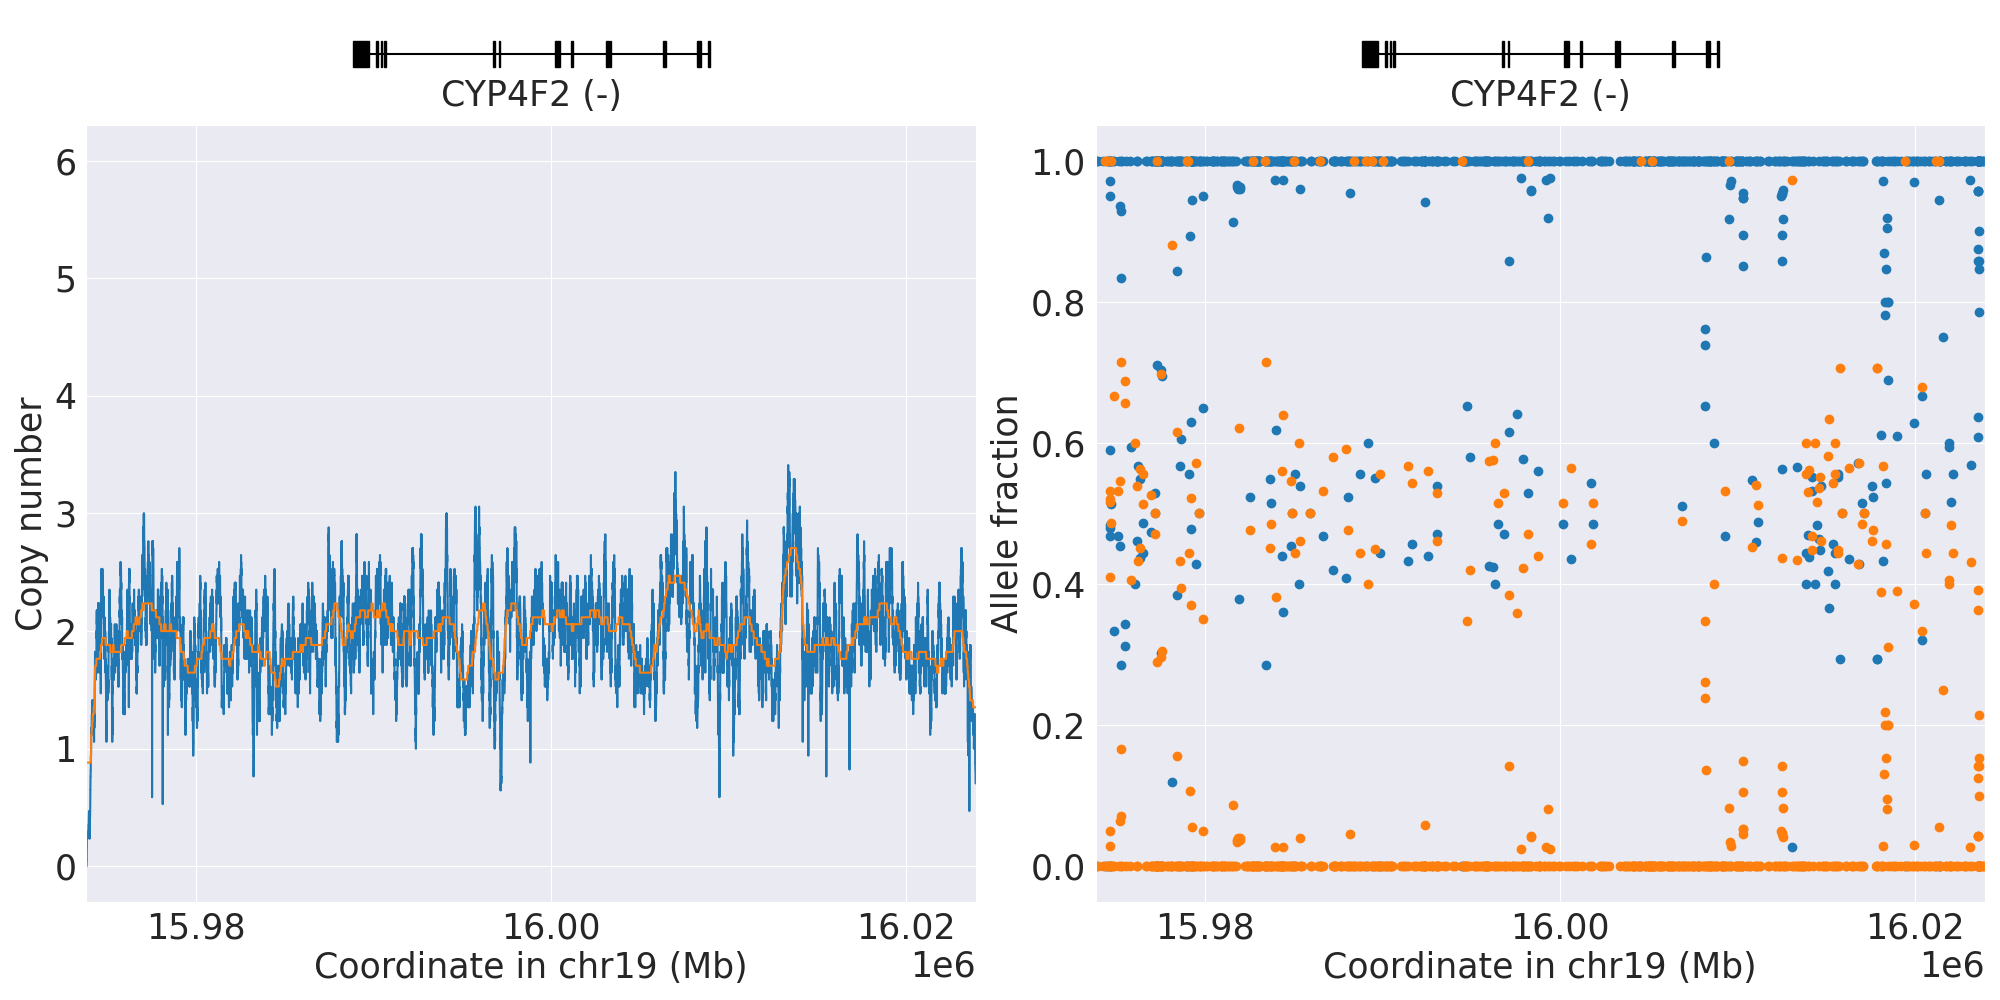 CYP4F2 (-)
CYP4F2 (-)
Copy number
6
5
4
3
2
1
0
15.98
16.00
16.02
Coordinate in chr19 (Mb)
1e6
Allele fraction
1.0
0.8
0.6
0.4
0.2
0.0
15.98
16.00
16.02
Coordinate in chr19 (Mb)
1e6